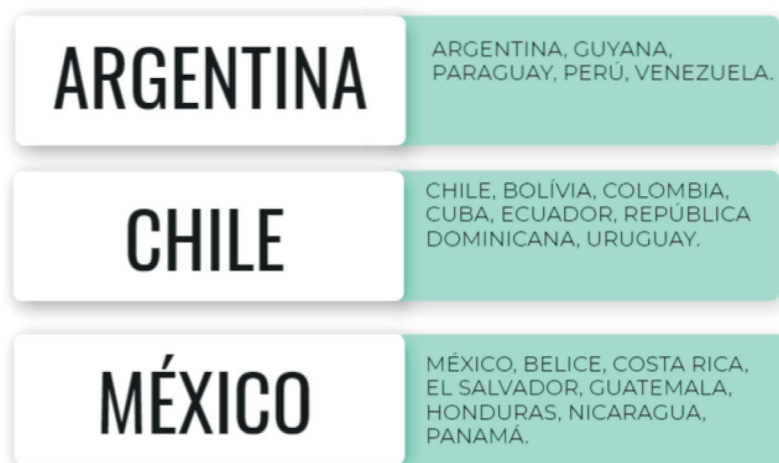 ARGENTINA
ARGENTINA, GUYANA,
PARAGUAY, PERÚ, VENEZUELA.
CHILE
CHILE, BOLÍVIA, COLOMBIA,
CUBA, ECUADOR, REPÚBLICA
DOMINICANA, URUGUAY.
MÉXICO
MÉXICO, BELICE, COSTA RICA,
EL SALVADOR, GUATEMALA,
HONDURAS, NICARAGUA,
PANAMÁ.